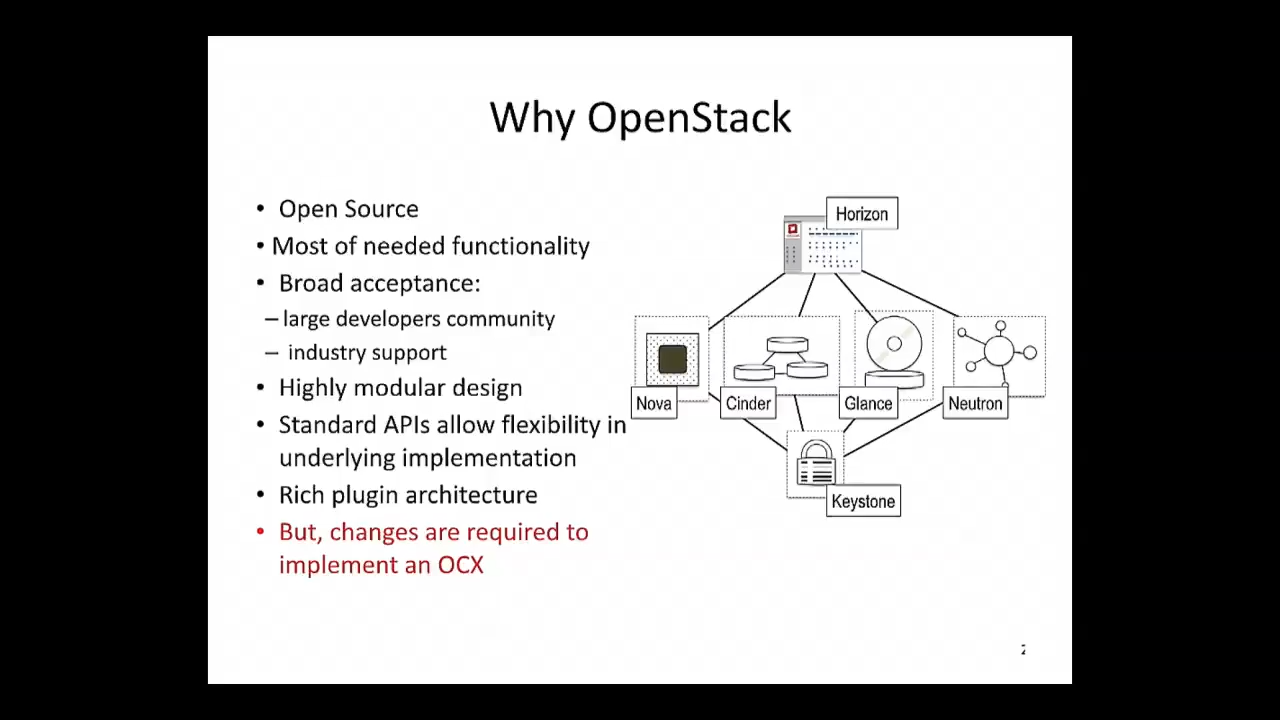 Why OpenStack
• Open Source
• Most of needed functionality
• Broad acceptance:
– large developers community
– industry support
• Highly modular design
• Standard APIs allow flexibility in
underlying implementation
• Rich plugin architecture
• But, changes are required to
implement an OCX
Horizon
Nova
Cinder
Glance
Neutron
Keystone